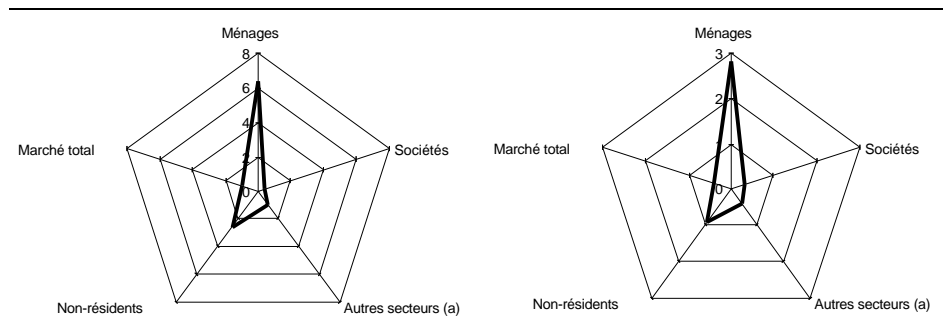 Ménages
8
6
4
2
0
Marché total
Sociétés
Non-résidents
Autres secteurs (a)
Ménages
3
2
1
0
Marché total
Sociétés
Non-résidents
Autres secteurs (a)